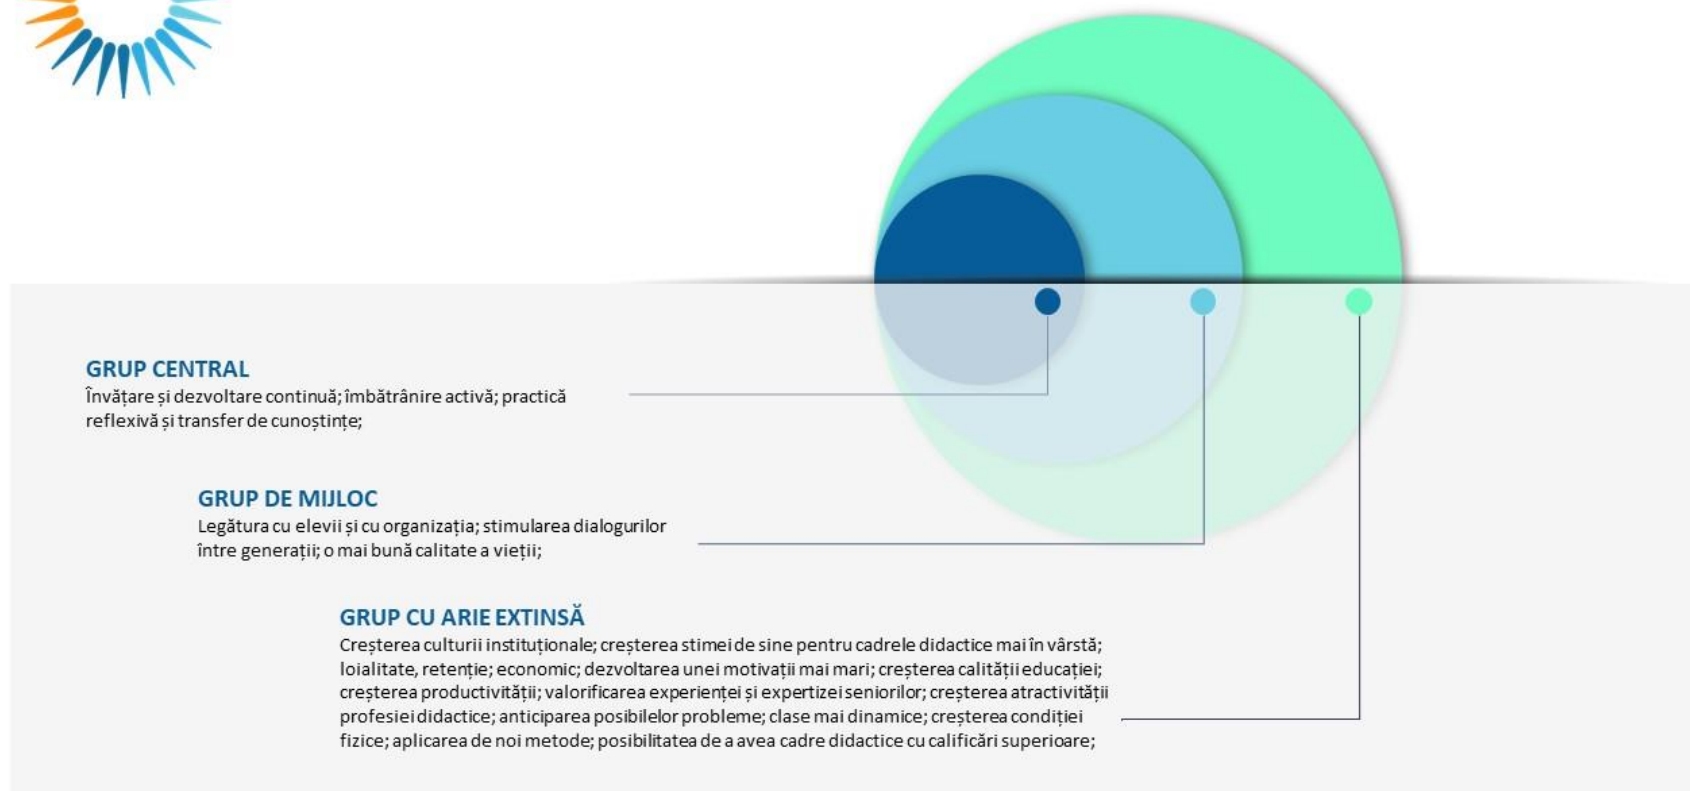 GRUP CENTRAL
Învățare și dezvoltare continuă; îmbătrânire activă; practică
reflexivă și transfer de cunoștințe;
GRUP DE MIJLOC
Legătura cu elevii și cu organizația; stimularea dialogurilor
între generații; o mai bună calitate a vieții;
GRUP CU ARIE EXTINSĂ
Creșterea culturii instituționale; creșterea stimei de sine pentru cadrele didactice mai în vârstă;
loialitate, retenție; economic; dezvoltarea unei motivații mai mari; creșterea calității educației;
creșterea productivității; valorificarea experienței și expertizei seniorilor; creșterea atractivității
profesiei didactice; anticiparea posibilelor probleme; clase mai dinamice; creșterea condiției
fizice; aplicarea de noi metode; posibilitatea de a avea cadre didactice cu calificări superioare;